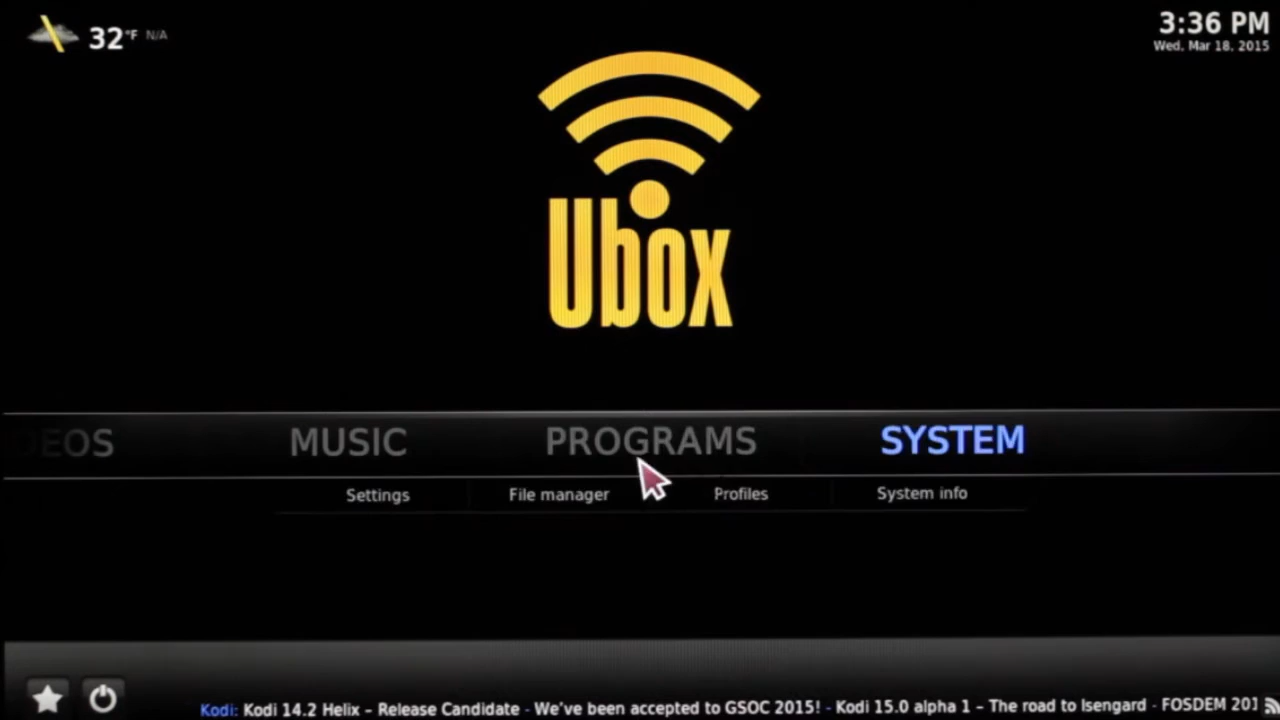 32°F N/A
3:36 PM
Wed, Mar 18, 2015
Ubox
MUSIC PROGRAMS SYSTEM
Settings File manager Profiles System info
Kodi: Kodi 14.2 Helix – Release Candidate - We've been accepted to GSOC 2015! - Kodi 15.0 alpha 1 – The road to Isengard - FOSDEM 201